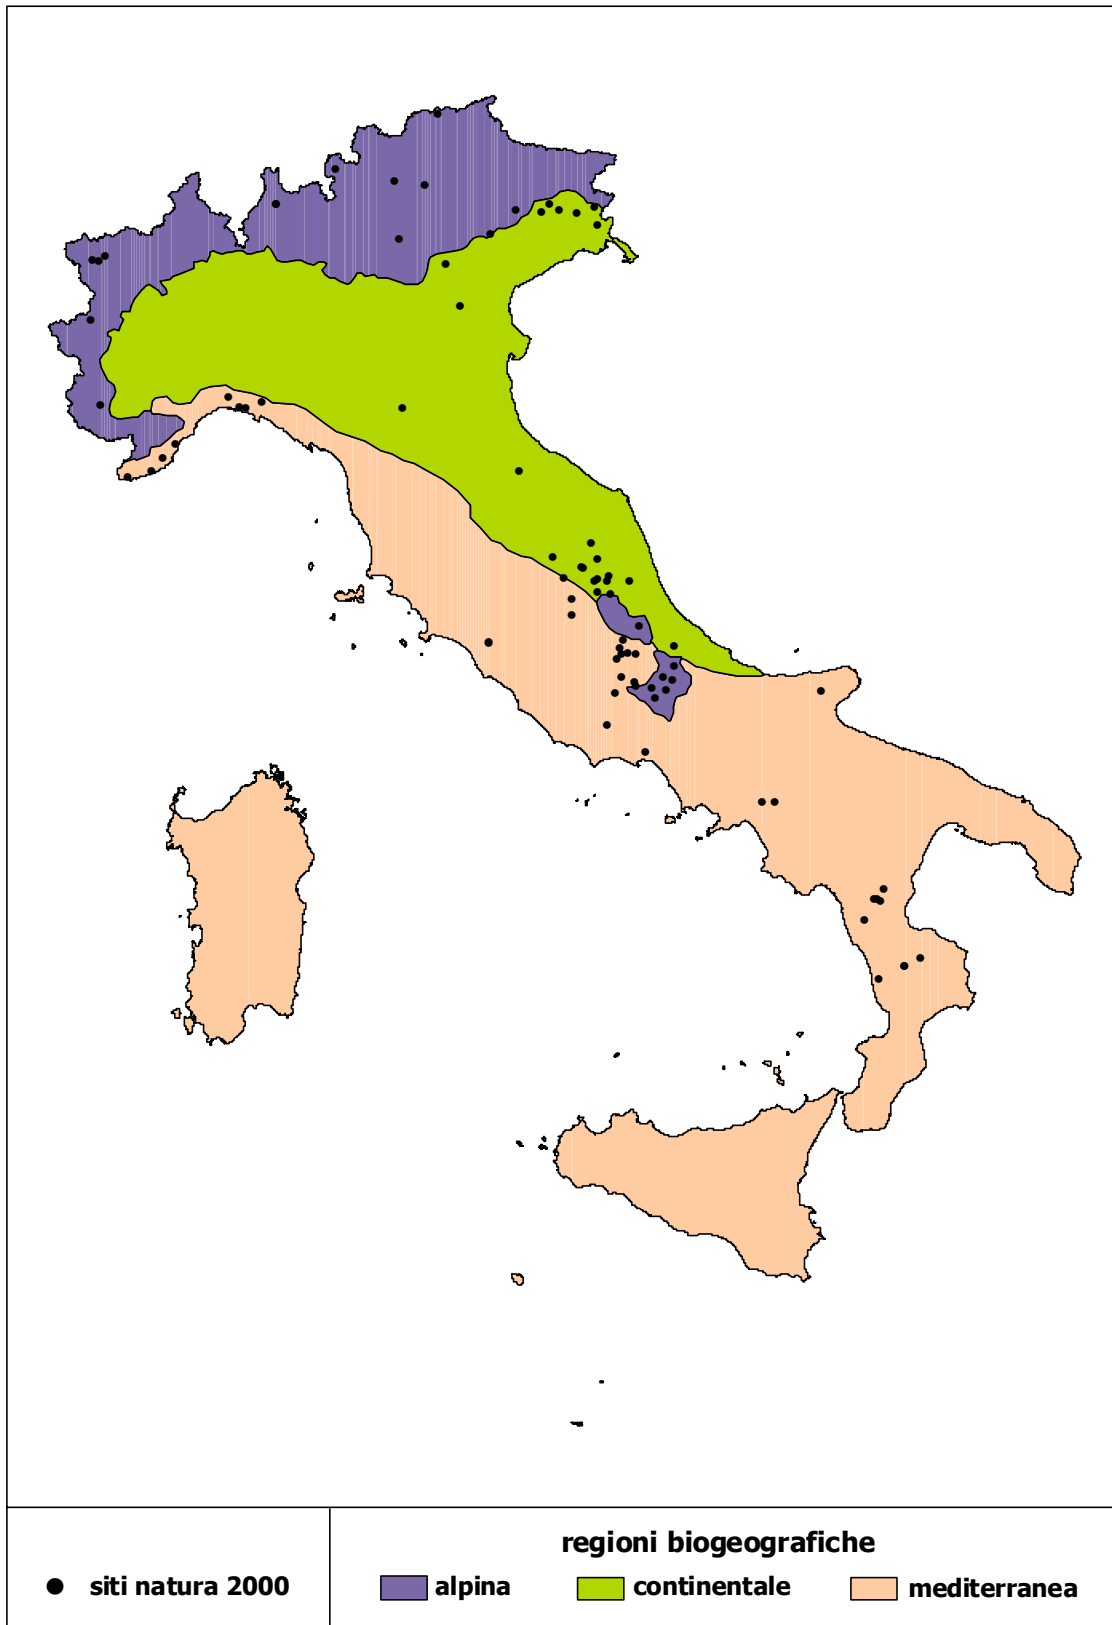 regioni biogeografiche
siti natura 2000
alpina
continentale
mediterranea